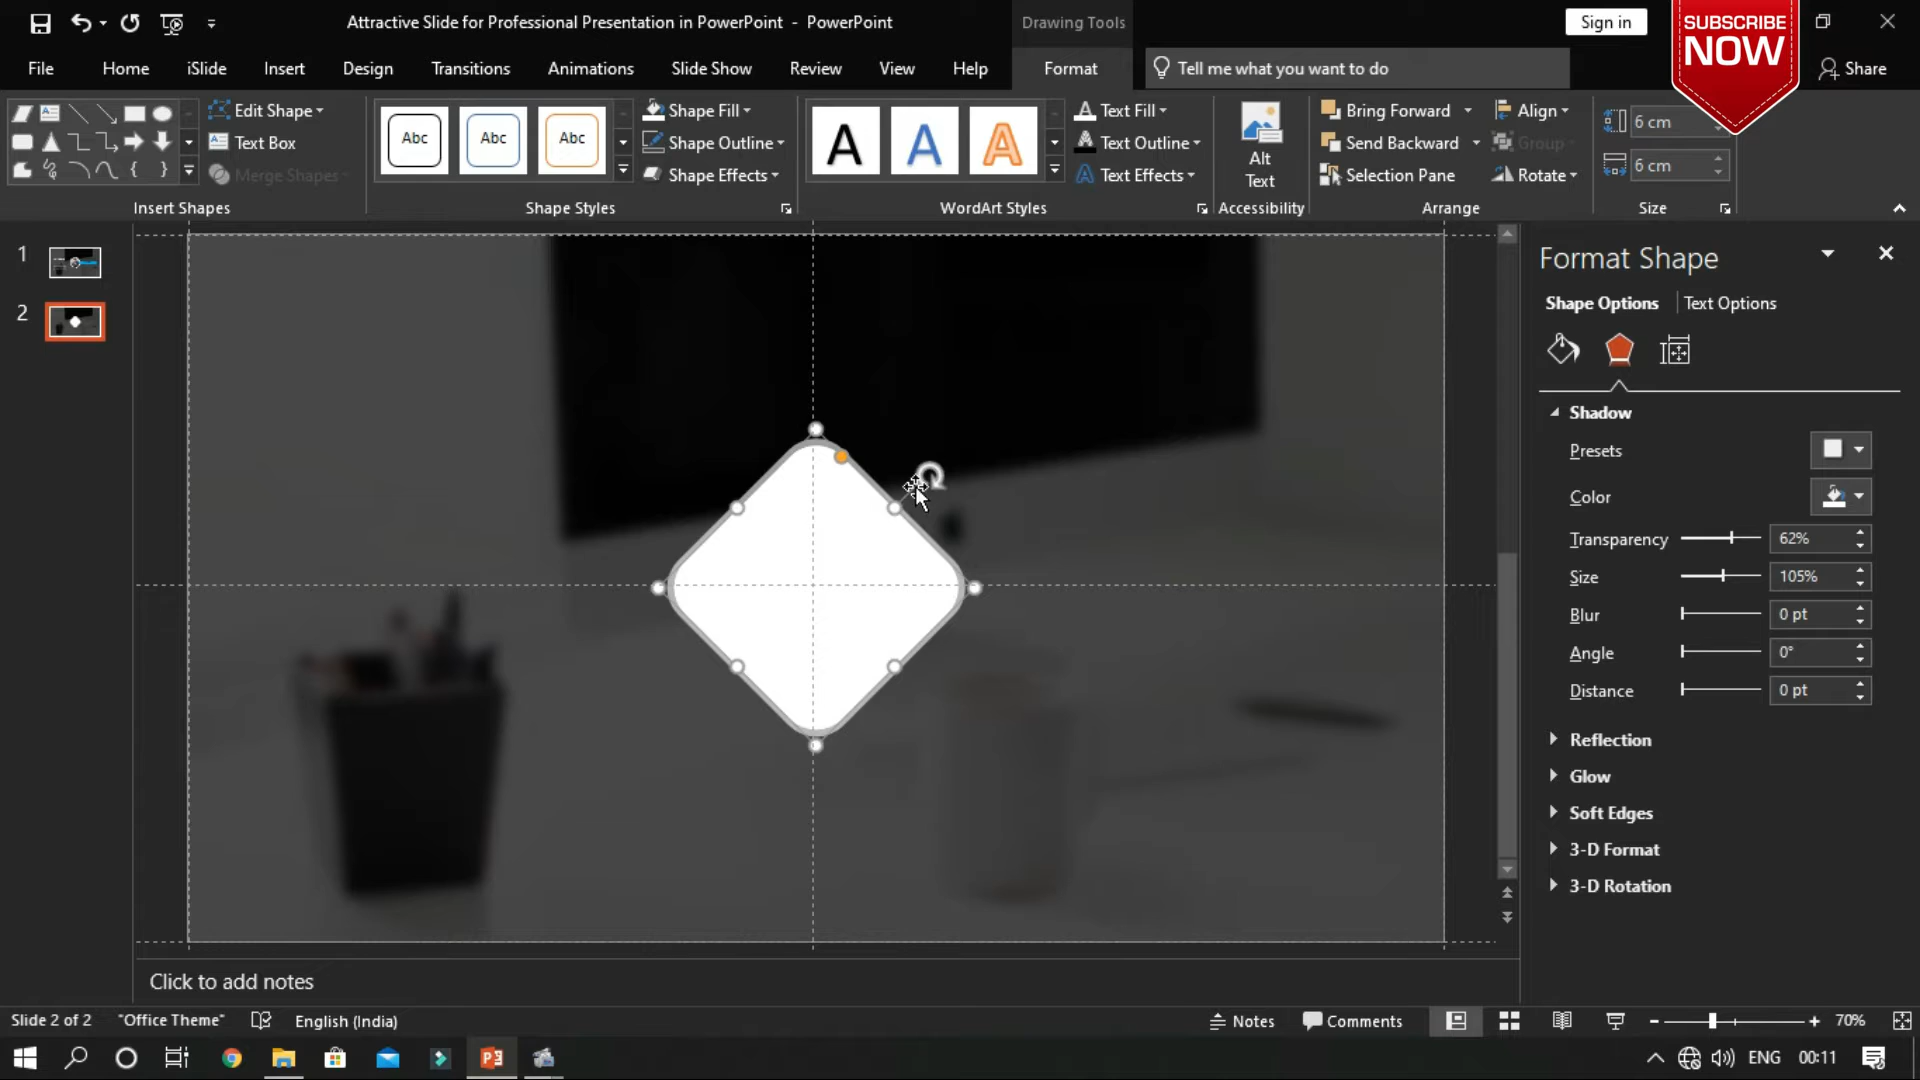 Attractive Slide for Professional Presentation in PowerPoint - PowerPoint
Drawing Tools
Sign in
SUBSCRIBE
NOW
File
Home
iSlide
Insert
Design
Transitions
Animations
Slide Show
Review
View
Help
Format
Tell me what you want to do
Share
Edit Shape
Text Box
Merge Shapes
Insert Shapes
Abc
Abc
Abc
Shape Fill
Shape Outline
Shape Effects
Shape Styles
A
A
A
Text Fill
Text Outline
Text Effects
WordArt Styles
Alt
Text
Accessibility
Bring Forward
Send Backward
Selection Pane
Align
Group
Rotate
Arrange
6 cm
6 cm
Size
1
2
Format Shape
Shape Options
Text Options
Shadow
Presets
Color
Transparency
62%
Size
105%
Blur
0 pt
Angle
0°
Distance
0 pt
Reflection
Glow
Soft Edges
3-D Format
3-D Rotation
Click to add notes
Slide 2 of 2
"Office Theme"
English (India)
Notes
Comments
70%
ENG
00:11